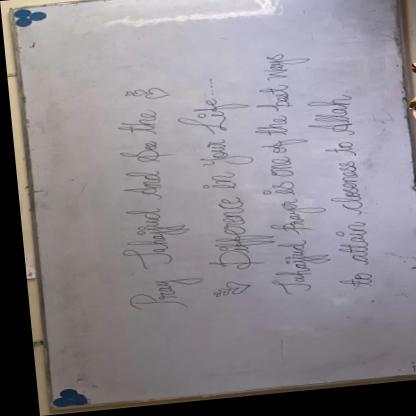 Pray Tahajjud And See the
Difference in Your Life.....
Tahajjud Prayer is one of the best ways
to attain closeness to Allah.